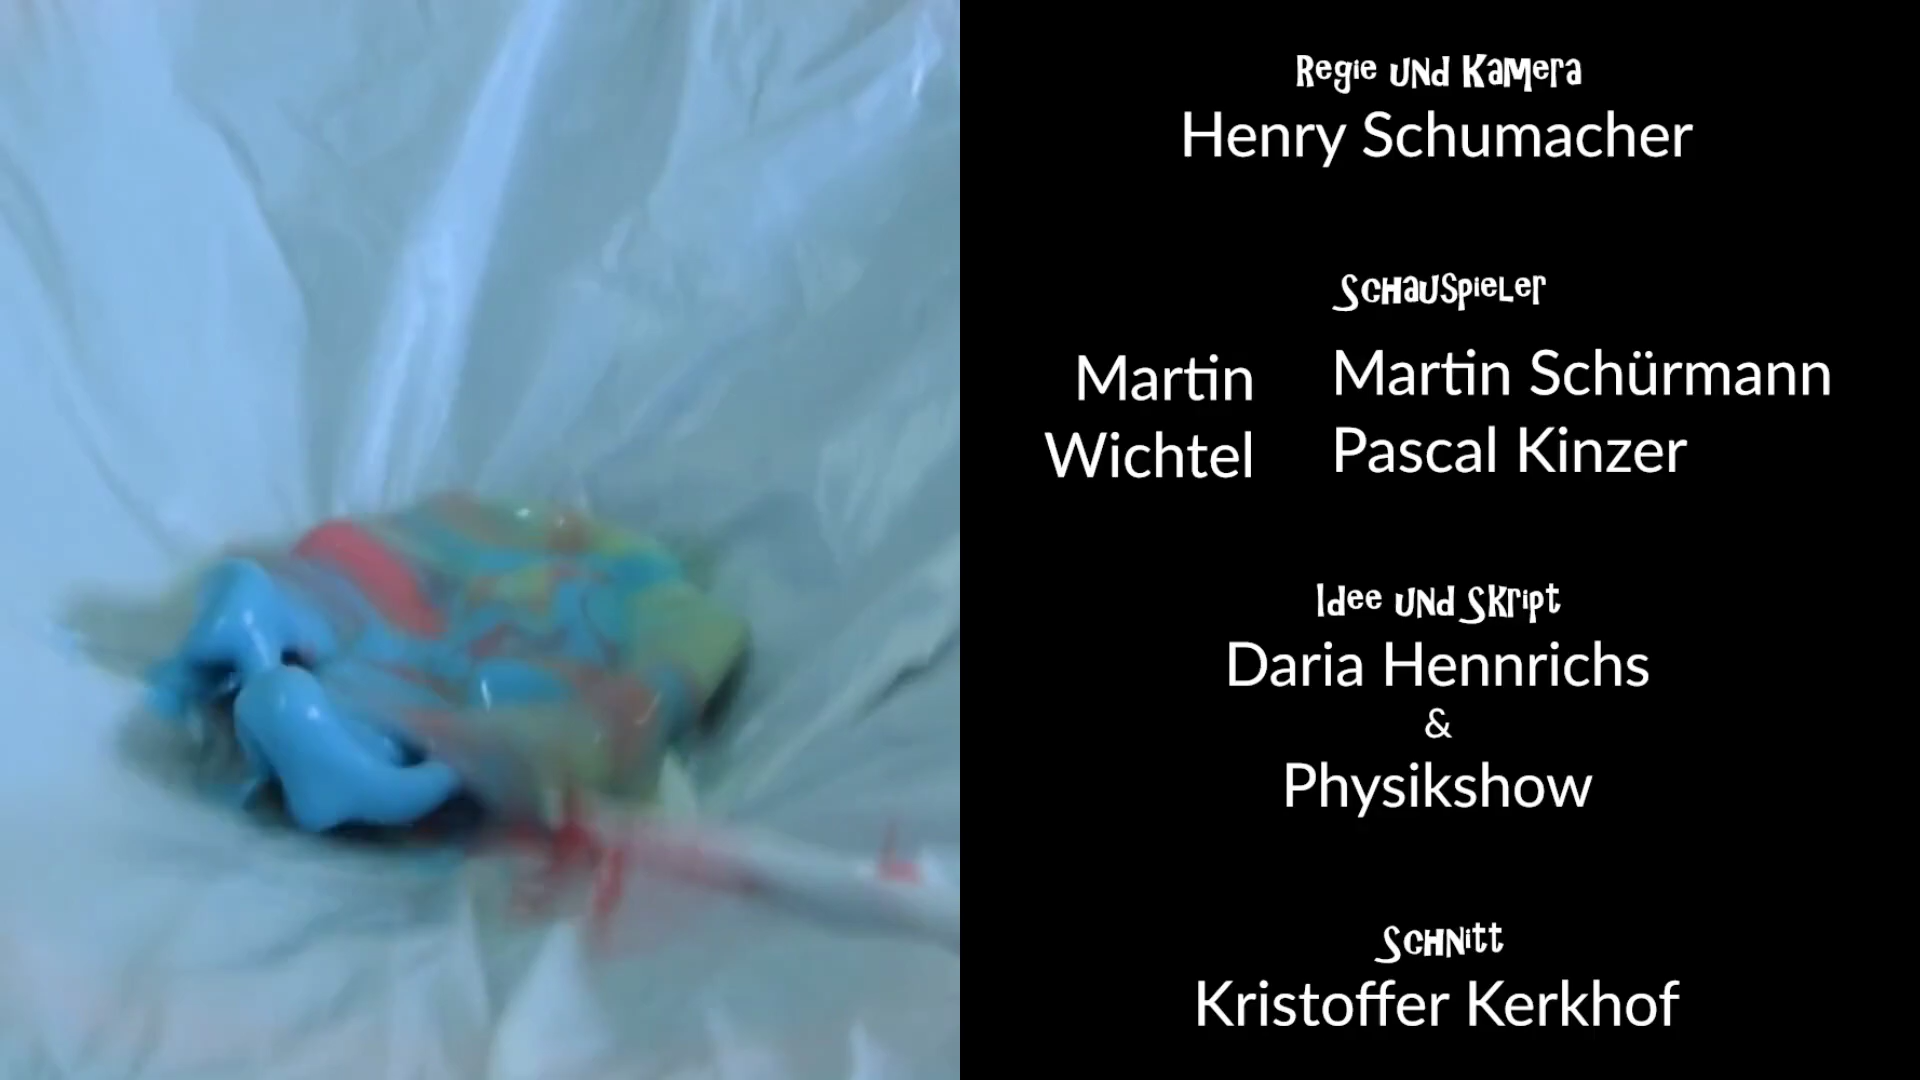 Regie und Kamera
Henry Schumacher
Schauspieler
Martin Martin Schürmann
Wichtel Pascal Kinzer
Idee und Skript
Daria Hennrichs
&
Physikshow
Schnitt
Kristoffer Kerkhof